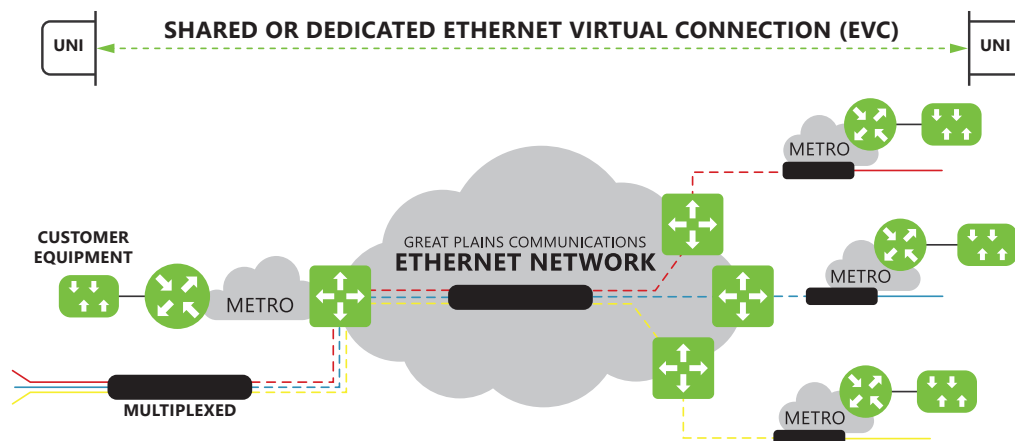 SHARED OR DEDICATED ETHERNET VIRTUAL CONNECTION (EVC)
UNI
UNI
METRO
GREAT PLAINS COMMUNICATIONS
ETHERNET NETWORK
CUSTOMER
EQUIPMENT
METRO
METRO
MULTIPLEXED
METRO